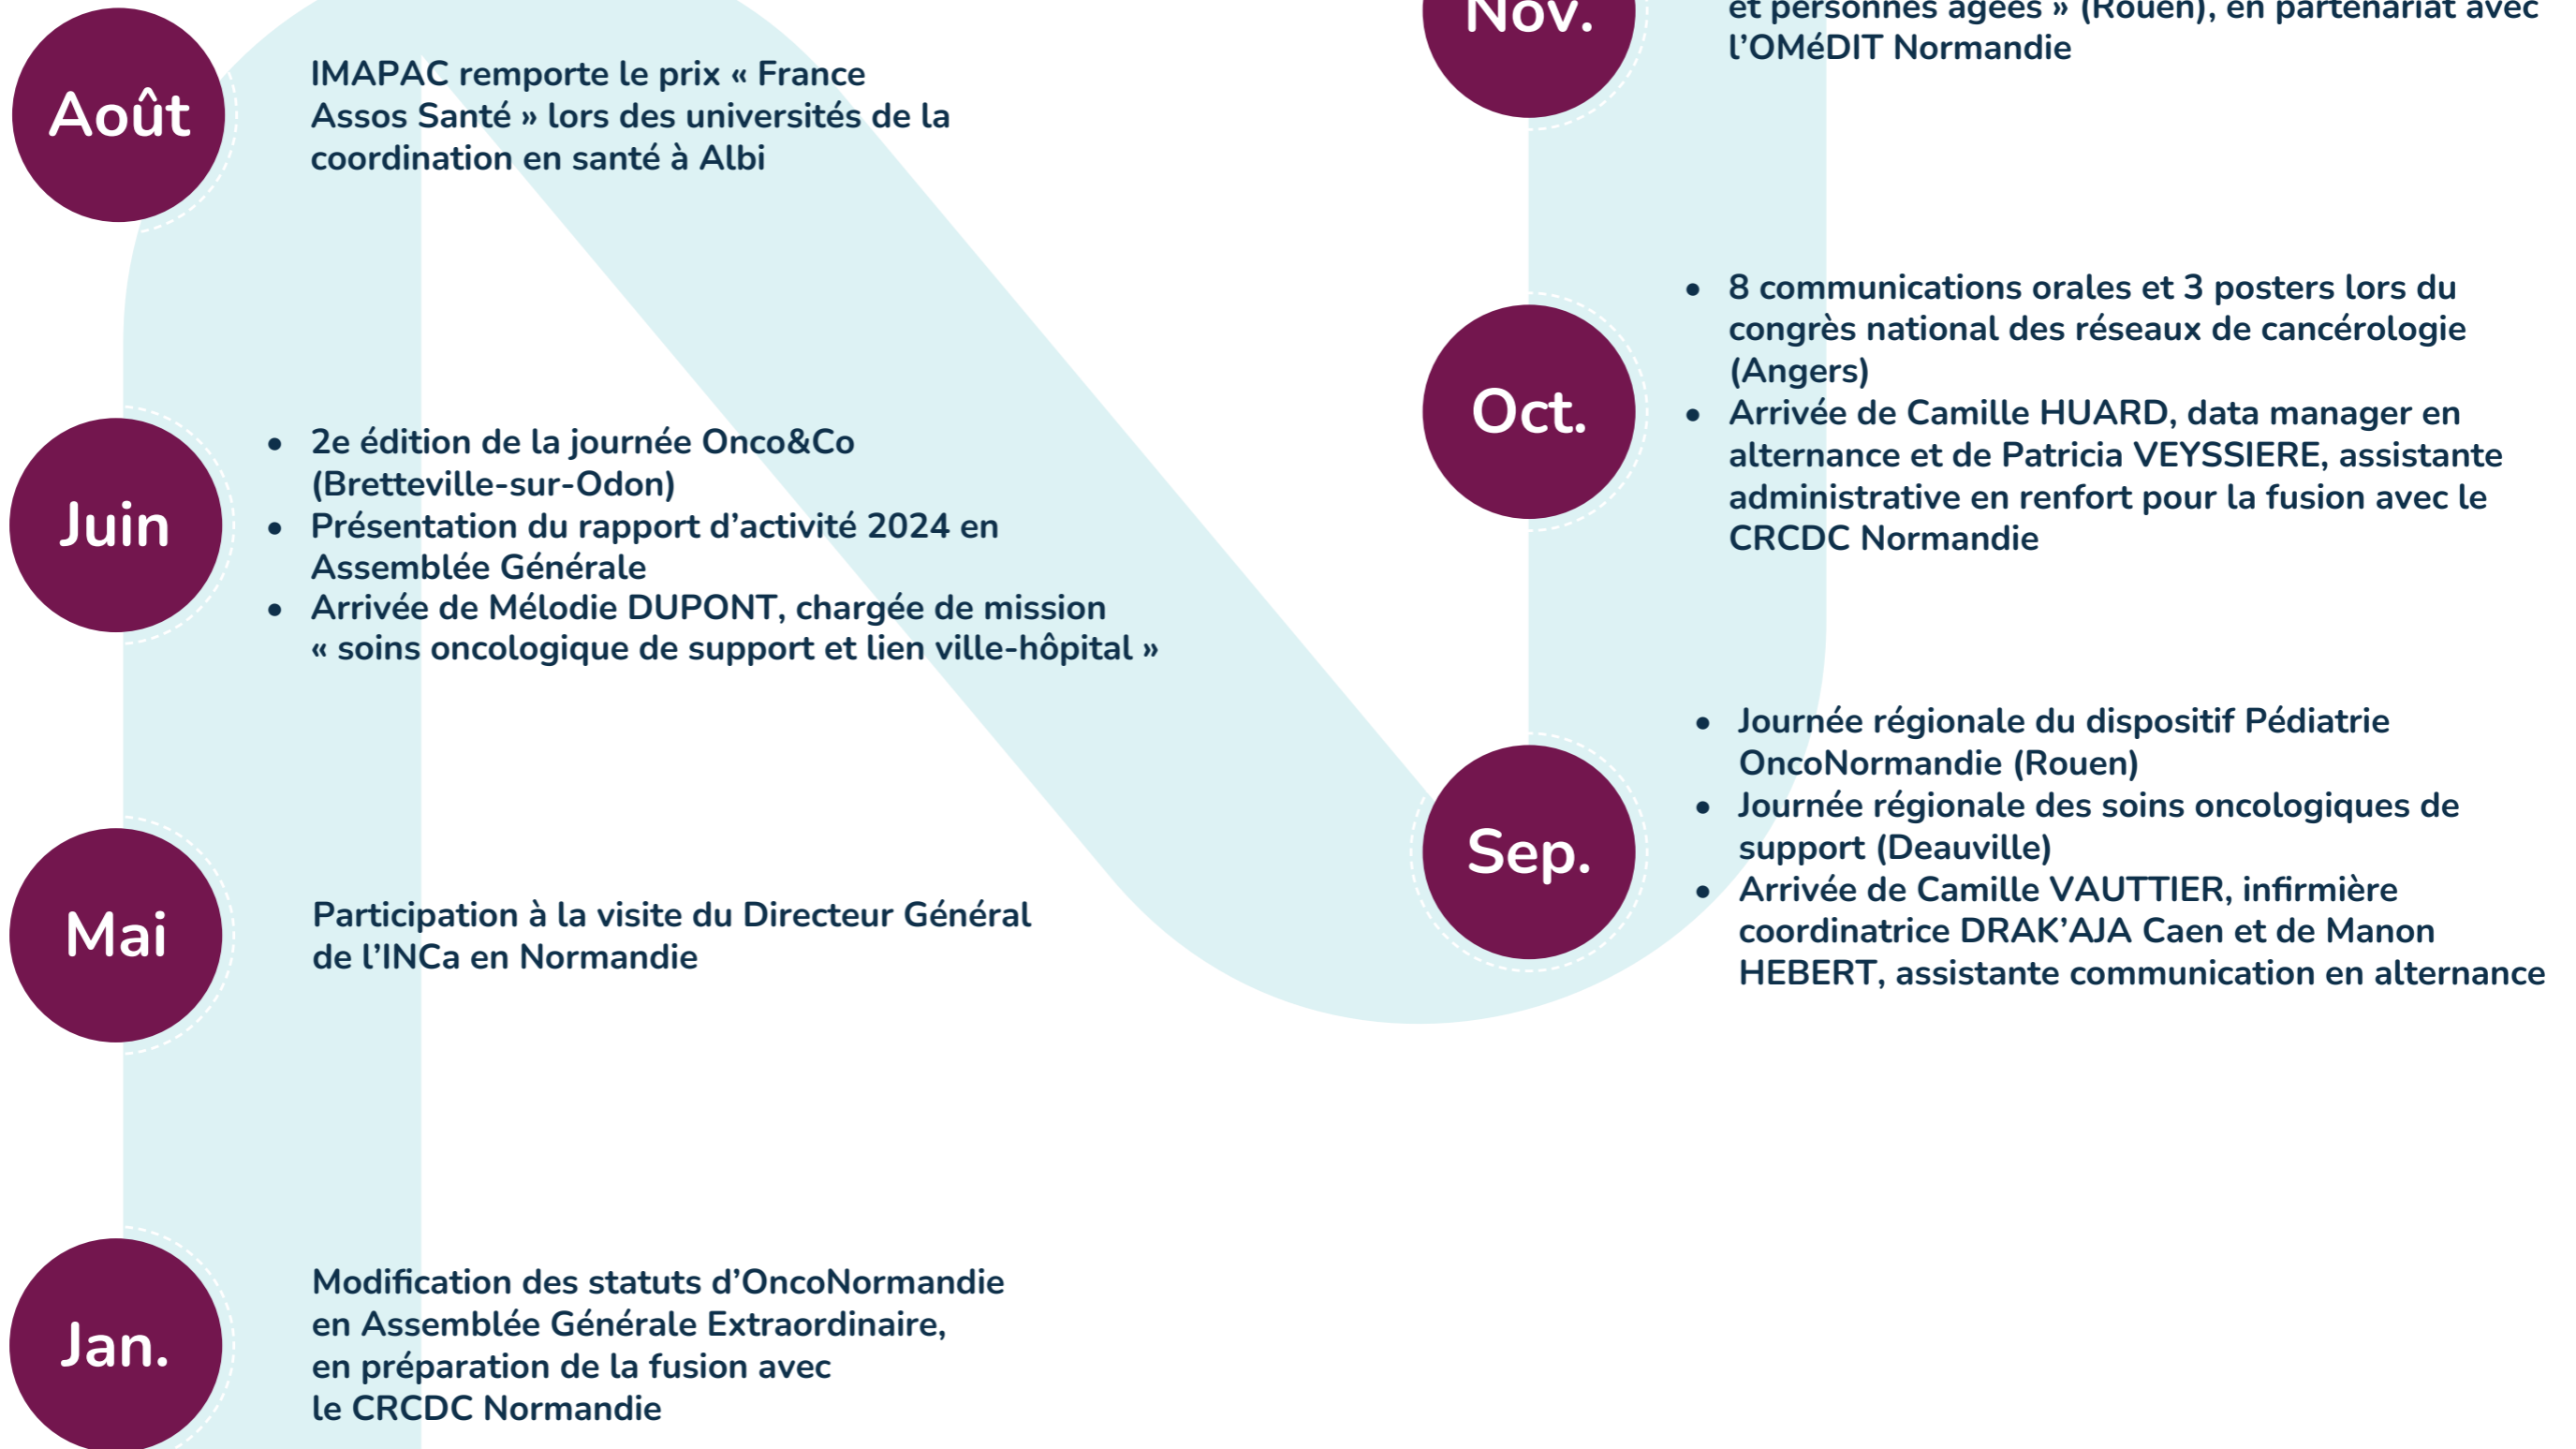 Août
IMAPAC remporte le prix « France
Assos Santé » lors des universités de la
coordination en santé à Albi
Juin
• 2e édition de la journée Onco&Co
(Bretteville-sur-Odon)
• Présentation du rapport d’activité 2024 en
Assemblée Générale
• Arrivée de Mélodie DUPONT, chargée de mission
« soins oncologique de support et lien ville-hôpital »
Mai
Participation à la visite du Directeur Général
de l’INCa en Normandie
Jan.
Modification des statuts d’OncoNormandie
en Assemblée Générale Extraordinaire,
en préparation de la fusion avec
le CRCDC Normandie
Nov.
et personnes âgées » (Rouen), en partenariat avec
l’OMéDIT Normandie
Oct.
• 8 communications orales et 3 posters lors du
congrès national des réseaux de cancérologie
(Angers)
• Arrivée de Camille HUARD, data manager en
alternance et de Patricia VEYSSIERE, assistante
administrative en renfort pour la fusion avec le
CRCDC Normandie
Sep.
• Journée régionale du dispositif Pédiatrie
OncoNormandie (Rouen)
• Journée régionale des soins oncologiques de
support (Deauville)
• Arrivée de Camille VAUTTIER, infirmière
coordinatrice DRAK’AJA Caen et de Manon
HEBERT, assistante communication en alternance